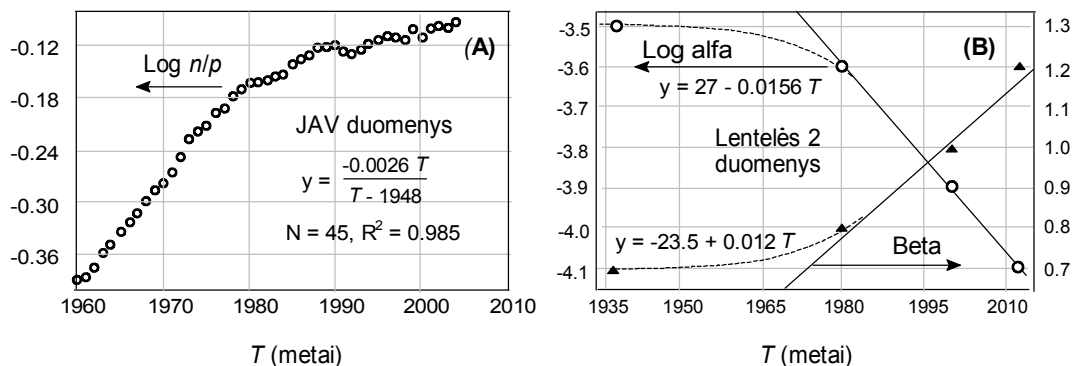 -0.12
-0.18
-0.24
-0.30
-0.36
(A)
Log n/p
JAV duomenys
y = -0.0026 T
T - 1948
N = 45, R² = 0.985
1960 1970 1980 1990 2000 2010
T (metai)
-3.5
-3.6
-3.7
-3.8
-3.9
-4.0
-4.1
(B)
Log alfa
y = 27 - 0.0156 T
Lentelės 2
duomenys
y = -23.5 + 0.012 T
Beta
1.3
1.2
1.1
1.0
0.9
0.8
0.7
1935 1950 1965 1980 1995 2010
T (metai)